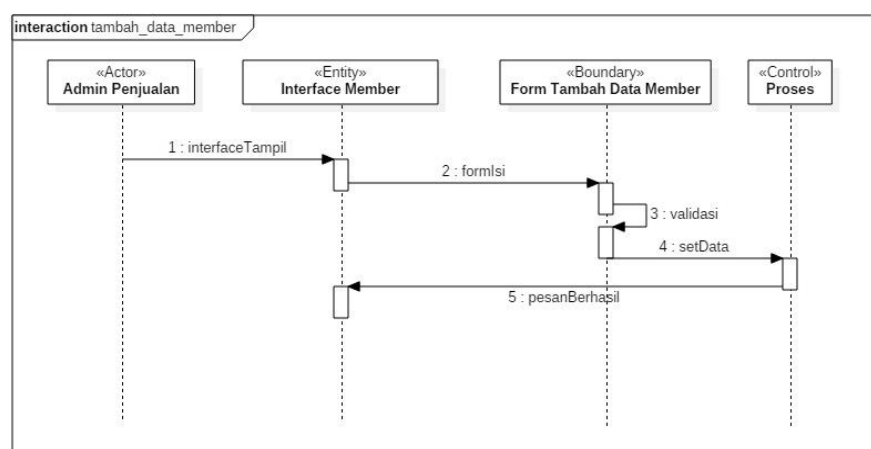 interaction tambah_data_member
«Actor»
Admin Penjualan
«Entity»
Interface Member
«Boundary»
Form Tambah Data Member
«Control»
Proses
1 : interfaceTampil
2 : formIsi
3 : validasi
4 : setData
5 : pesanBerhasil